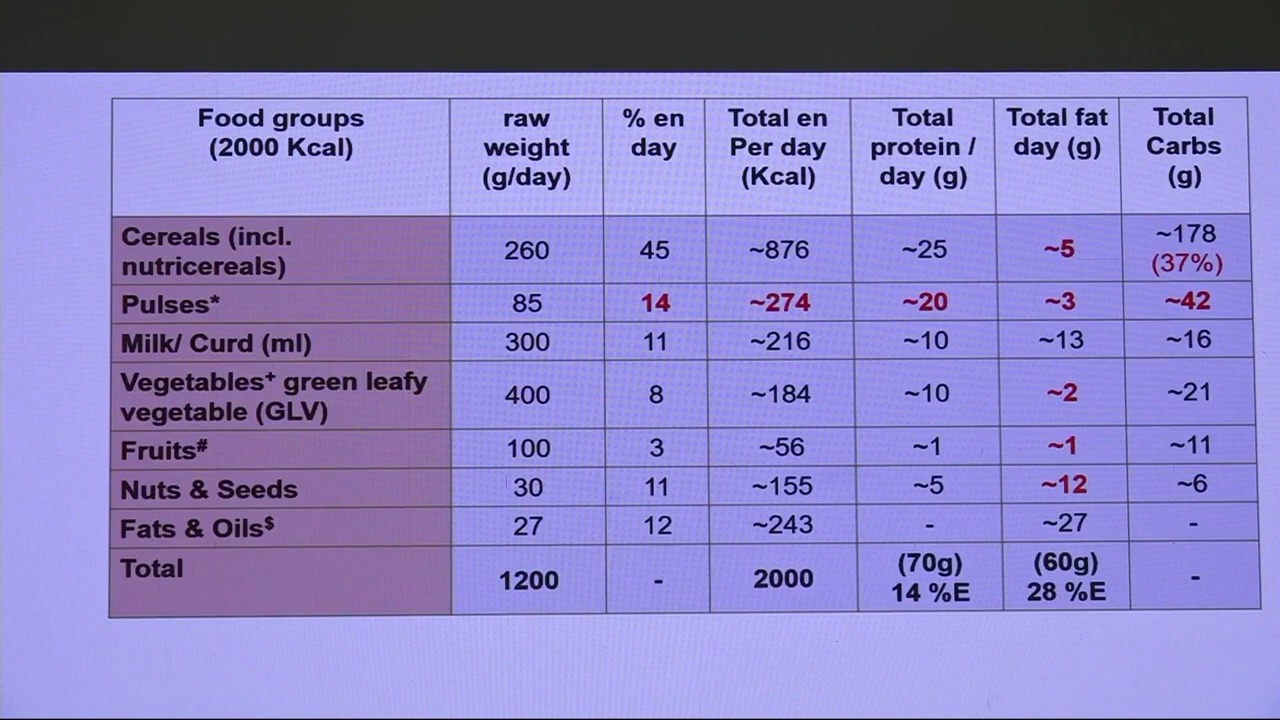 Food groups (2000 Kcal) | raw weight (g/day) | % en day | Total en Per day (Kcal) | Total protein / day (g) | Total fat day (g) | Total Carbs (g)
Cereals (incl. nutricereals) | 260 | 45 | ~876 | ~25 | ~5 | ~178 (37%)
Pulses* | 85 | 14 | ~274 | ~20 | ~3 | ~42
Milk/ Curd (ml) | 300 | 11 | ~216 | ~10 | ~13 | ~16
Vegetables⁺ green leafy vegetable (GLV) | 400 | 8 | ~184 | ~10 | ~2 | ~21
Fruits# | 100 | 3 | ~56 | ~1 | ~1 | ~11
Nuts & Seeds | 30 | 11 | ~155 | ~5 | ~12 | ~6
Fats & Oils$ | 27 | 12 | ~243 | - | ~27 | -
Total | 1200 | - | 2000 | (70g) 14 %E | (60g) 28 %E | -